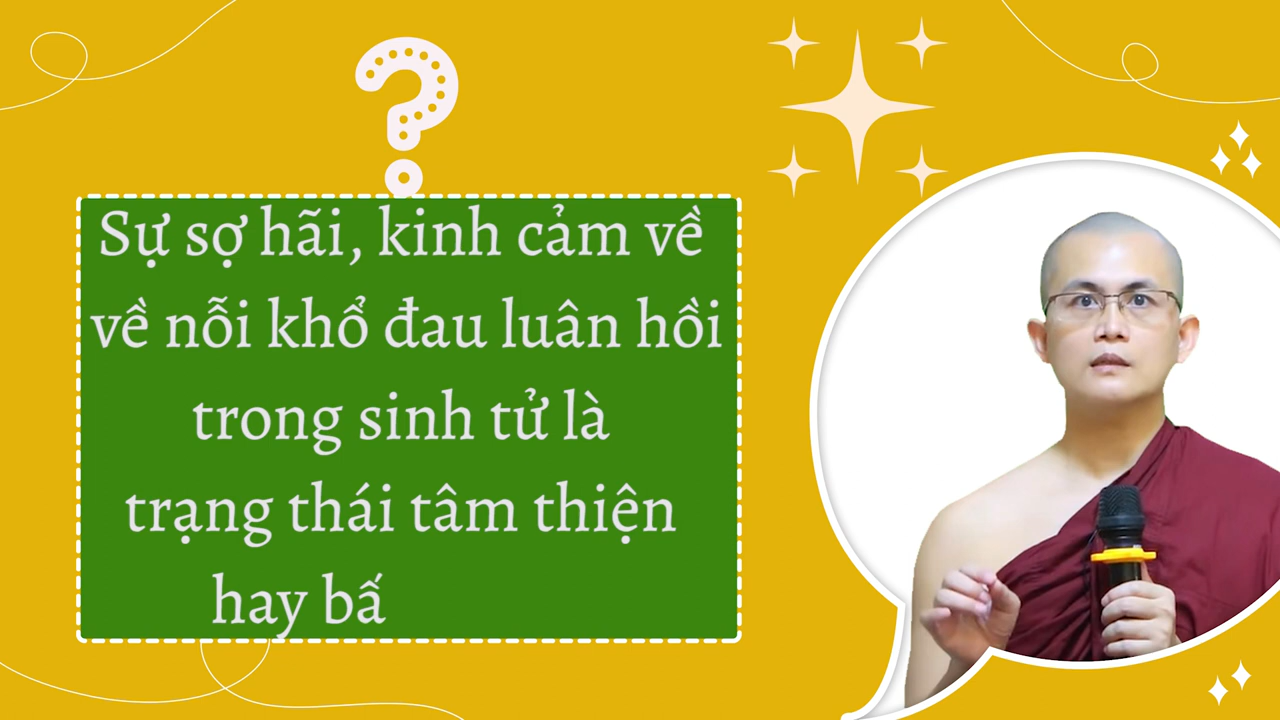 Sự sợ hãi, kinh cảm về
về nỗi khổ đau luân hồi
trong sinh tử là
trạng thái tâm thiện
hay bấ